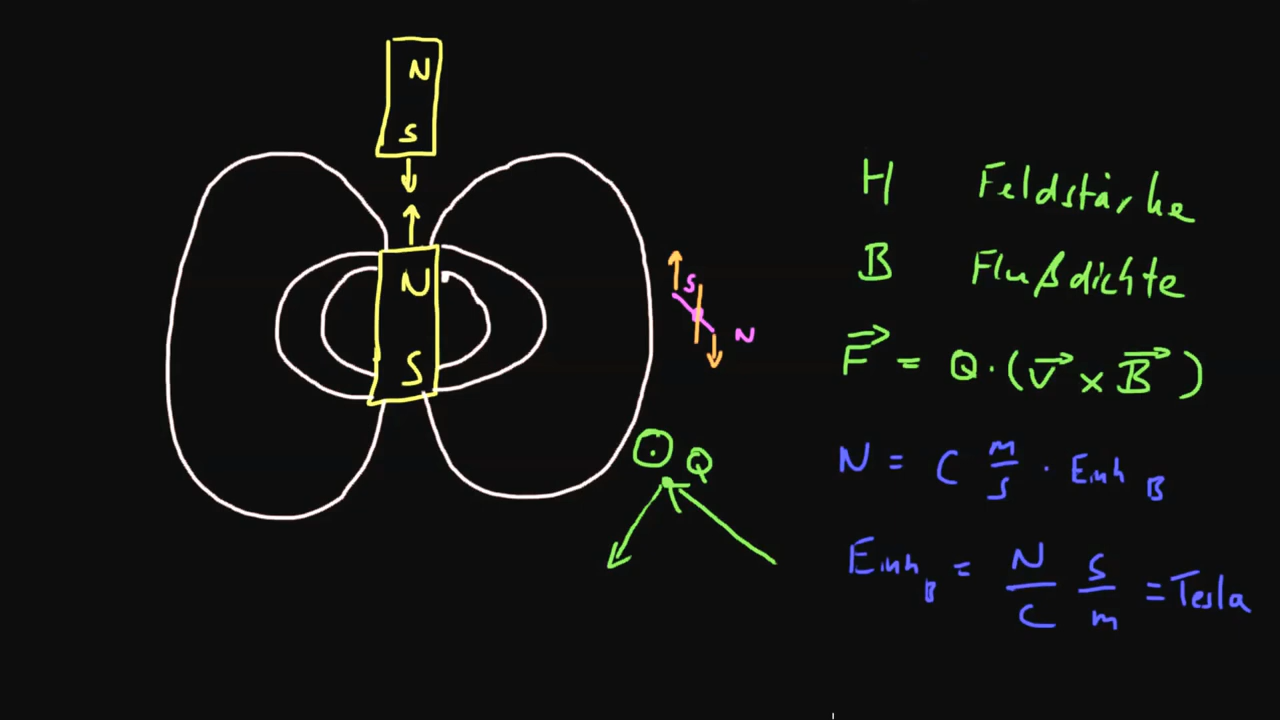 N
S
N
S
S
N
Q
H Feldstärke
B Flußdichte
F⃗ = Q·(v⃗ × B⃗)
N = C m/s · Einh B
Einh B = N/C s/m = Tesla